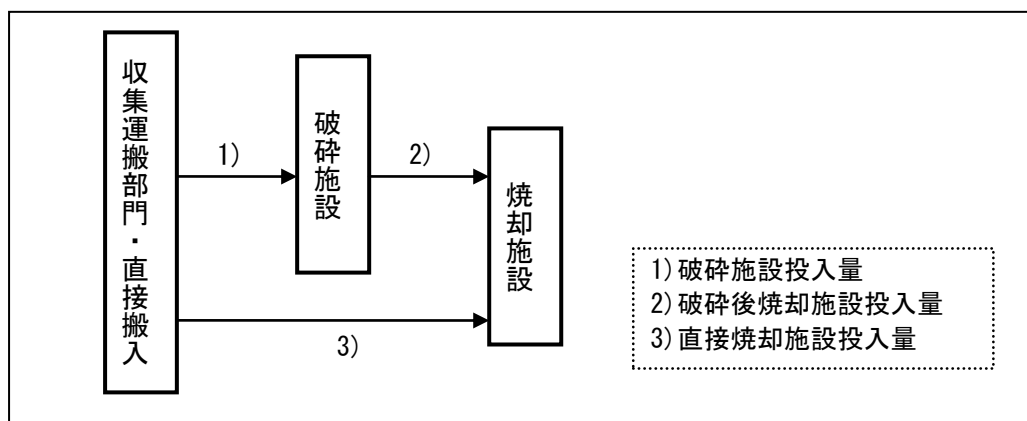 収集運搬部門・直接搬入
1)
破砕施設
2)
焼却施設
3)
1)破砕施設投入量
2)破砕後焼却施設投入量
3)直接焼却施設投入量